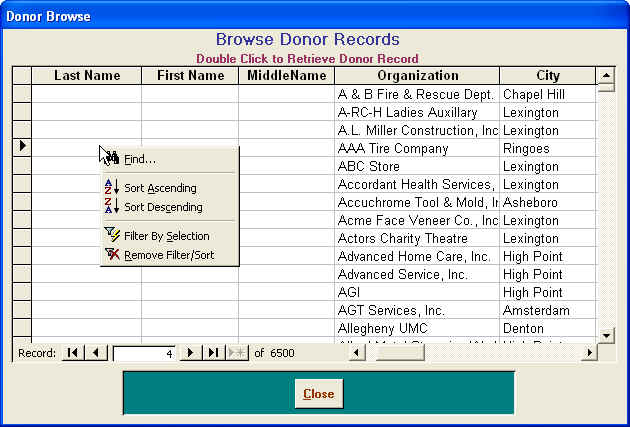 Donor Browse
Browse Donor Records
Double Click to Retrieve Donor Record
Last Name First Name MiddleName Organization City
A & B Fire & Rescue Dept. Chapel Hill
A-RC-H Ladies Auxillary Lexington
A.L. Miller Construction, Inc Lexington
AAA Tire Company Ringoes
Find...
ABC Store Lexington
Sort Ascending
Accordant Health Services, Lexington
Sort Descending
Accuchrome Tool & Mold, Ir Asheboro
Acme Face Veneer Co., Inc Lexington
Filter By Selection
Actors Charity Theatre Lexington
Remove Filter/Sort
Advanced Home Care, Inc. High Point
Advanced Service, Inc. High Point
AGI High Point
AGT Services, Inc. Amsterdam
Allegheny UMC Denton
Record: 4 of 6500
Close